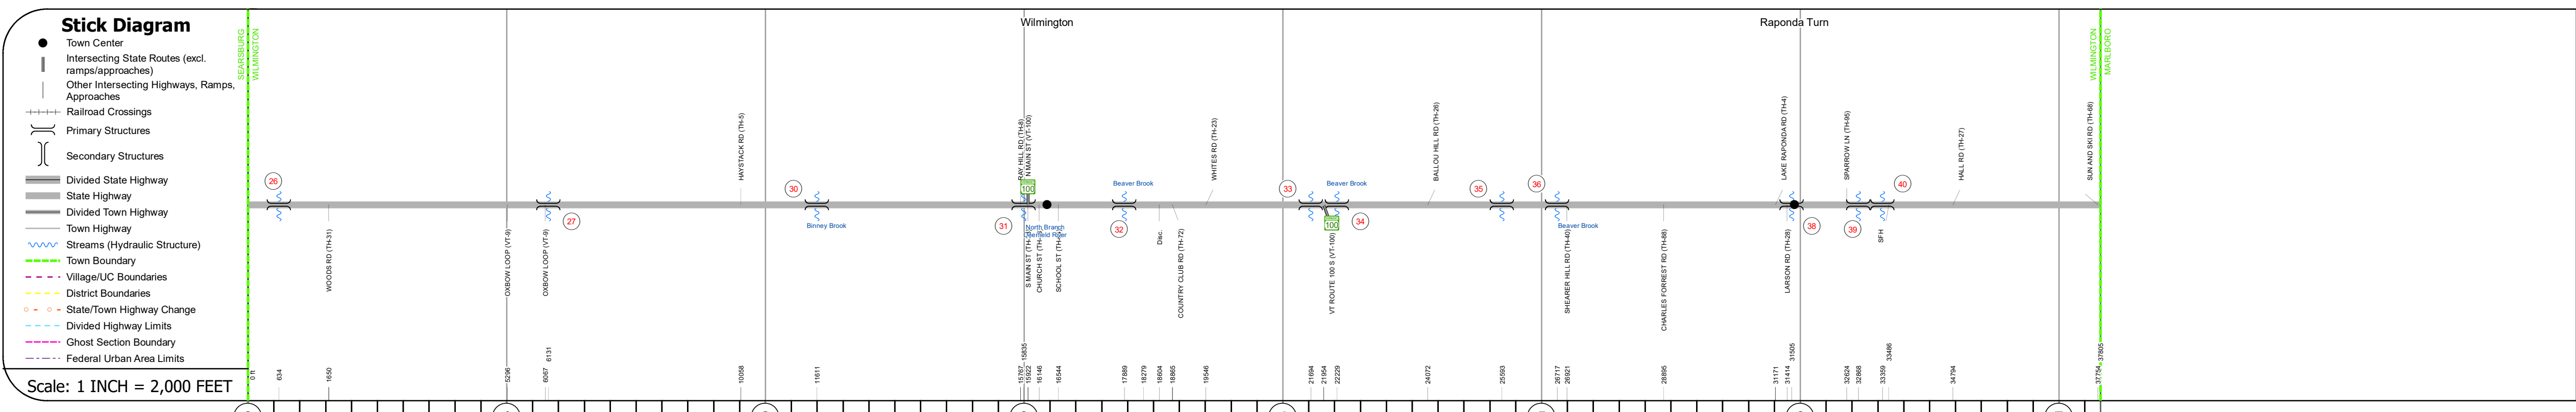 Stick Diagram
Town Center
Intersecting State Routes (excl.
ramps/approaches)
Other Intersecting Highways, Ramps,
Approaches
Railroad Crossings
Primary Structures
Secondary Structures
Divided State Highway
State Highway
Divided Town Highway
Town Highway
Streams (Hydraulic Structure)
Town Boundary
Village/UC Boundaries
District Boundaries
State/Town Highway Change
Divided Highway Limits
Ghost Section Boundary
Federal Urban Area Limits
Scale: 1 INCH = 2,000 FEET
SEARSBURG
WILMINGTON
Wilmington
Raponda Turn
WILMINGTON
MARLBORO
HAYSTACK RD (TH-5)
RAY HILL RD (TH-8)
N MAIN ST (VT-100)
WHITES RD (TH-23)
BALLOU HILL RD (TH-26)
LAKE RAPONDA RD (TH-4)
SPARROW LN (TH-95)
HALL RD (TH-27)
SUN AND SKI RD (TH-68)
26
27
30
31
32
33
34
35
36
38
39
40
100
100
Binney Brook
North Branch
Deerfield River
Beaver Brook
Beaver Brook
Beaver Brook
WOODS RD (TH-31)
OXBOW LOOP (VT-9)
OXBOW LOOP (VT-9)
S MAIN ST
CHURCH ST
SCHOOL ST
Disc.
COUNTRY CLUB RD (TH-72)
VT ROUTE 100 S (VT-100)
SHEARER HILL RD (TH-40)
CHARLES FORREST RD (TH-88)
LARSON RD (TH-28)
SFH
0 ft
634
1650
5296
6067
6131
10058
11611
15767
15835
15922
16146
16544
17889
18279
18604
18865
19546
21694
21954
22229
24072
25593
26717
26921
28895
31171
31414
31505
32624
32868
33359
33486
34794
37754
37805